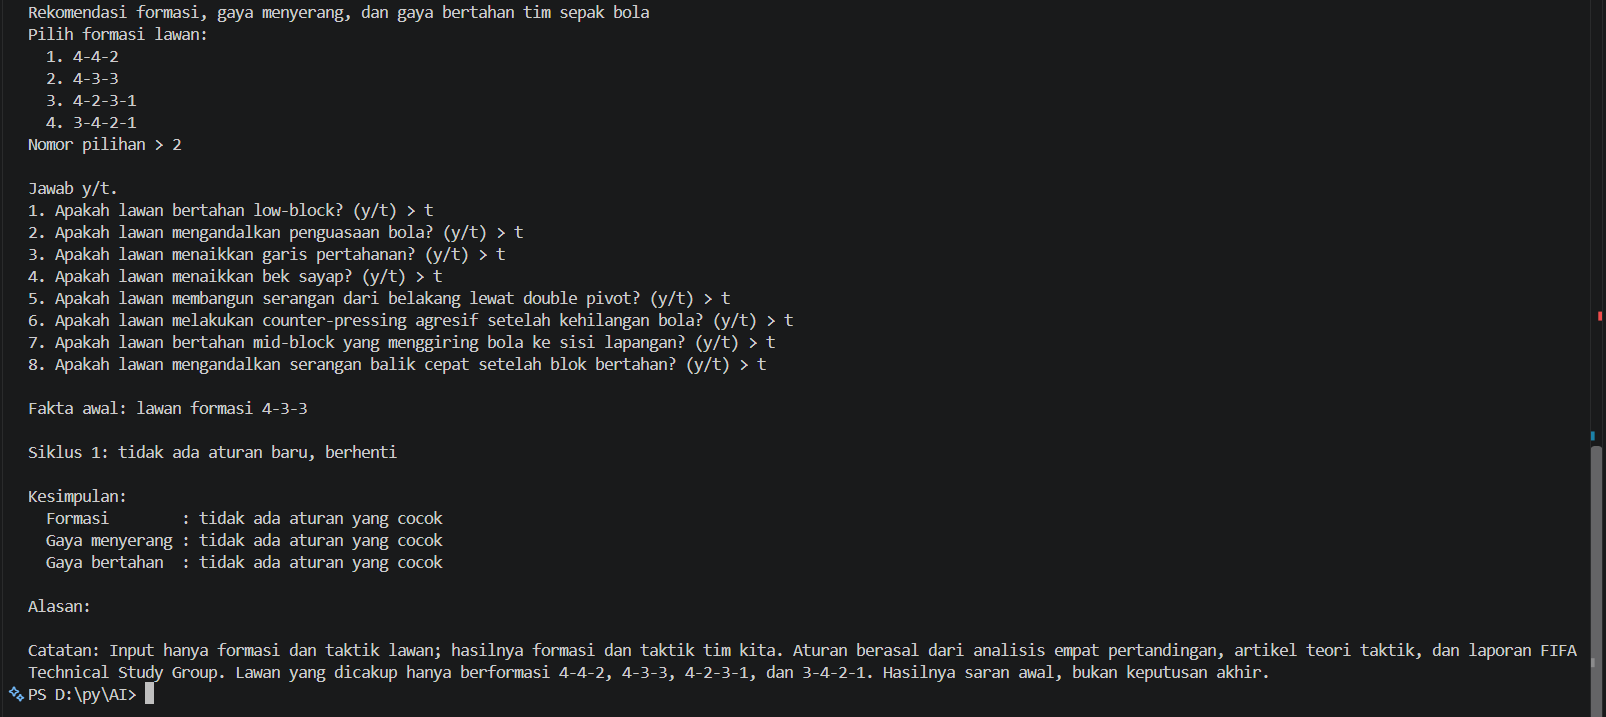 Rekomendasi formasi, gaya menyerang, dan gaya bertahan tim sepak bola
Pilih formasi lawan:
  1. 4-4-2
  2. 4-3-3
  3. 4-2-3-1
  4. 3-4-2-1
Nomor pilihan > 2

Jawab y/t.
1. Apakah lawan bertahan low-block? (y/t) > t
2. Apakah lawan mengandalkan penguasaan bola? (y/t) > t
3. Apakah lawan menaikkan garis pertahanan? (y/t) > t
4. Apakah lawan menaikkan bek sayap? (y/t) > t
5. Apakah lawan membangun serangan dari belakang lewat double pivot? (y/t) > t
6. Apakah lawan melakukan counter-pressing agresif setelah kehilangan bola? (y/t) > t
7. Apakah lawan bertahan mid-block yang menggiring bola ke sisi lapangan? (y/t) > t
8. Apakah lawan mengandalkan serangan balik cepat setelah blok bertahan? (y/t) > t

Fakta awal: lawan formasi 4-3-3

Siklus 1: tidak ada aturan baru, berhenti

Kesimpulan:
  Formasi        : tidak ada aturan yang cocok
  Gaya menyerang : tidak ada aturan yang cocok
  Gaya bertahan  : tidak ada aturan yang cocok

Alasan:

Catatan: Input hanya formasi dan taktik lawan; hasilnya formasi dan taktik tim kita. Aturan berasal dari analisis empat pertandingan, artikel teori taktik, dan laporan FIFA
Technical Study Group. Lawan yang dicakup hanya berformasi 4-4-2, 4-3-3, 4-2-3-1, dan 3-4-2-1. Hasilnya saran awal, bukan keputusan akhir.
PS D:\py\AI>